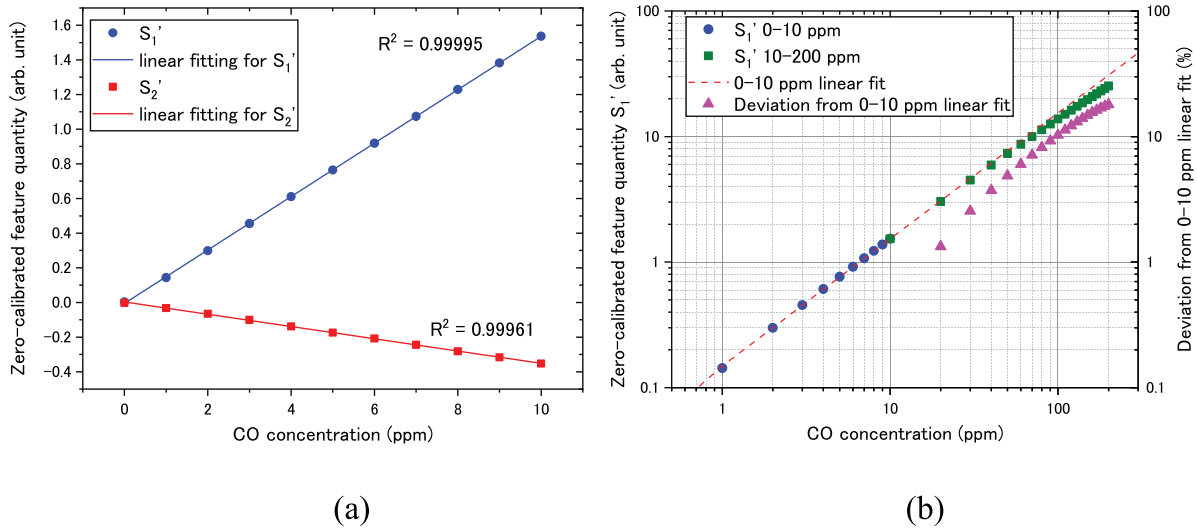 1.6
1.4
1.2
1.0
0.8
0.6
0.4
0.2
0.0
−0.2
−0.4
Zero-calibrated feature quantity (arb. unit)
S₁'
linear fitting for S₁'
S₂'
linear fitting for S₂'
R² = 0.99995
R² = 0.99961
0 2 4 6 8 10
CO concentration (ppm)
(a)
100
10
1
0.1
Zero-calibrated feature quantity S₁' (arb. unit)
S₁' 0−10 ppm
S₁' 10−200 ppm
0−10 ppm linear fit
Deviation from 0−10 ppm linear fit
100
10
1
0.1
Deviation from 0−10 ppm linear fit (%)
1 10 100
CO concentration (ppm)
(b)